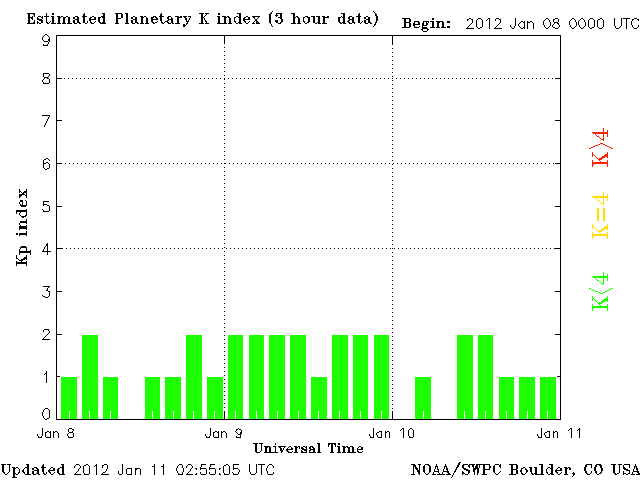 Estimated Planetary K index (3 hour data)
Begin: 2012 Jan 08 0000 UTC
9
8
7
6
5
4
3
2
1
0
Kp index
Jan 8
Jan 9
Jan 10
Jan 11
Universal Time
K>4
K=4
K<4
Updated 2012 Jan 11 02:55:05 UTC
NOAA/SWPC Boulder, CO USA